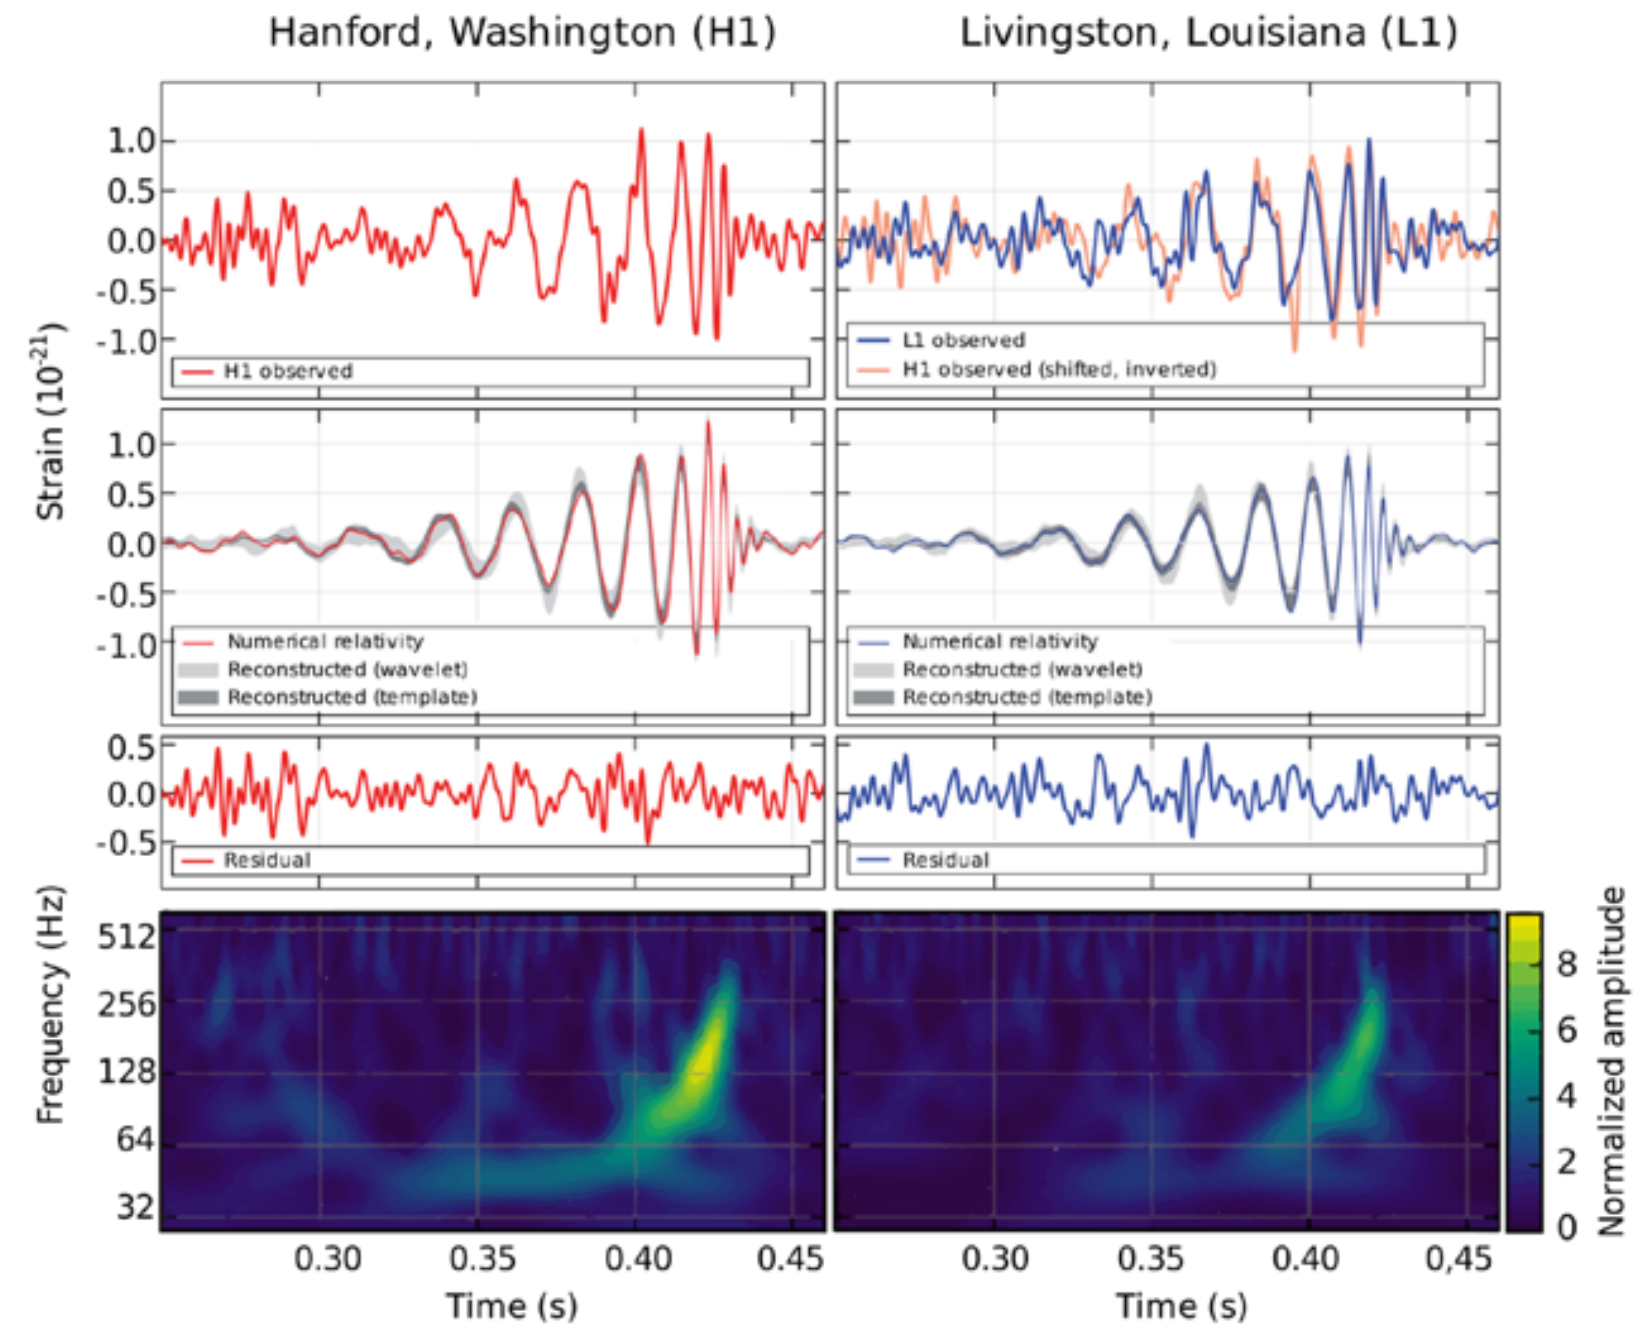 Hanford, Washington (H1)
Livingston, Louisiana (L1)
Strain (10-21)
1.0
0.5
0.0
-0.5
-1.0
H1 observed
L1 observed
H1 observed (shifted, inverted)
1.0
0.5
0.0
-0.5
-1.0
Numerical relativity
Reconstructed (wavelet)
Reconstructed (template)
Numerical relativity
Reconstructed (wavelet)
Reconstructed (template)
0.5
0.0
-0.5
Residual
Residual
Frequency (Hz)
512
256
128
64
32
8
6
4
2
0
Normalized amplitude
0.30 0.35 0.40 0.45
0.30 0.35 0.40 0,45
Time (s)
Time (s)